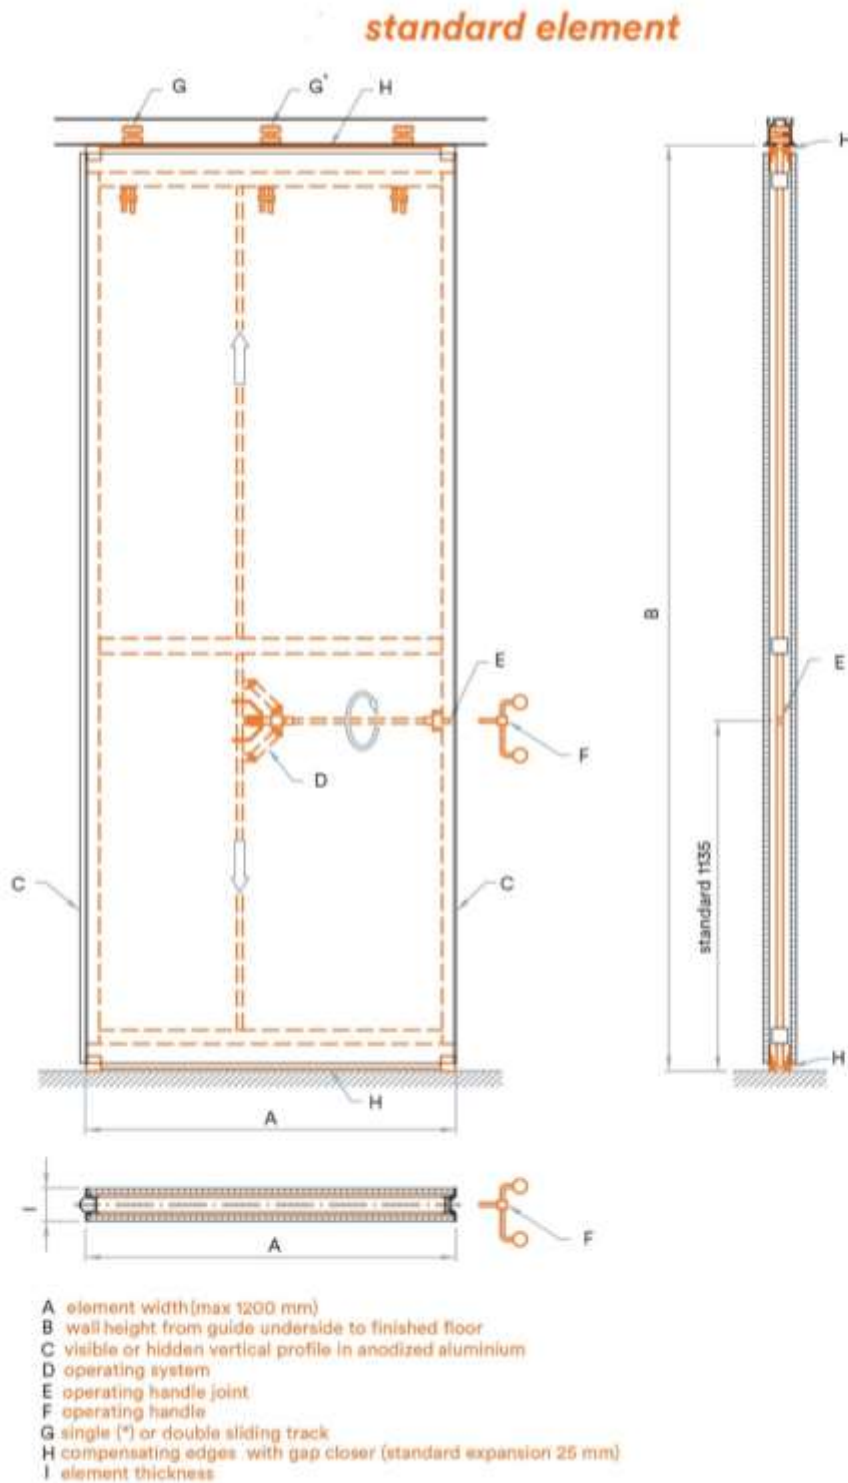 standard element
G G* H
H
B
E
E
F
D
standard 1135
C C
H
H
A
I
F
A
A element width (max 1200 mm)
B wall height from guide underside to finished floor
C visible or hidden vertical profile in anodized aluminium
D operating system
E operating handle joint
F operating handle
G single (*) or double sliding track
H compensating edges with gap closer (standard expansion 25 mm)
I element thickness